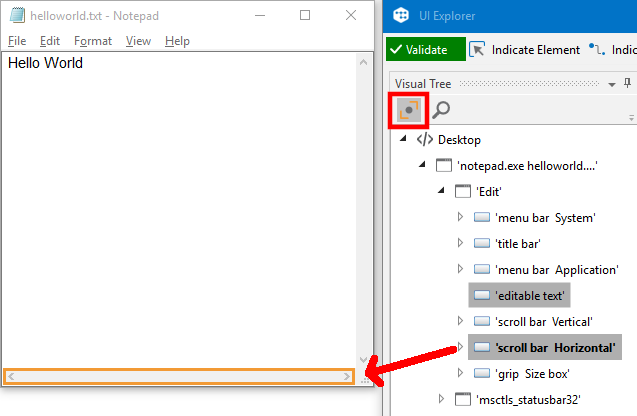 helloworld.txt - Notepad
File Edit Format View Help
Hello World
UI Explorer
Validate Indicate Element Indic
Visual Tree
Desktop
'notepad.exe helloworld....'
'Edit'
'menu bar System'
'title bar'
'menu bar Application'
'editable text'
'scroll bar Vertical'
'scroll bar Horizontal'
'grip Size box'
'msctls_statusbar32'